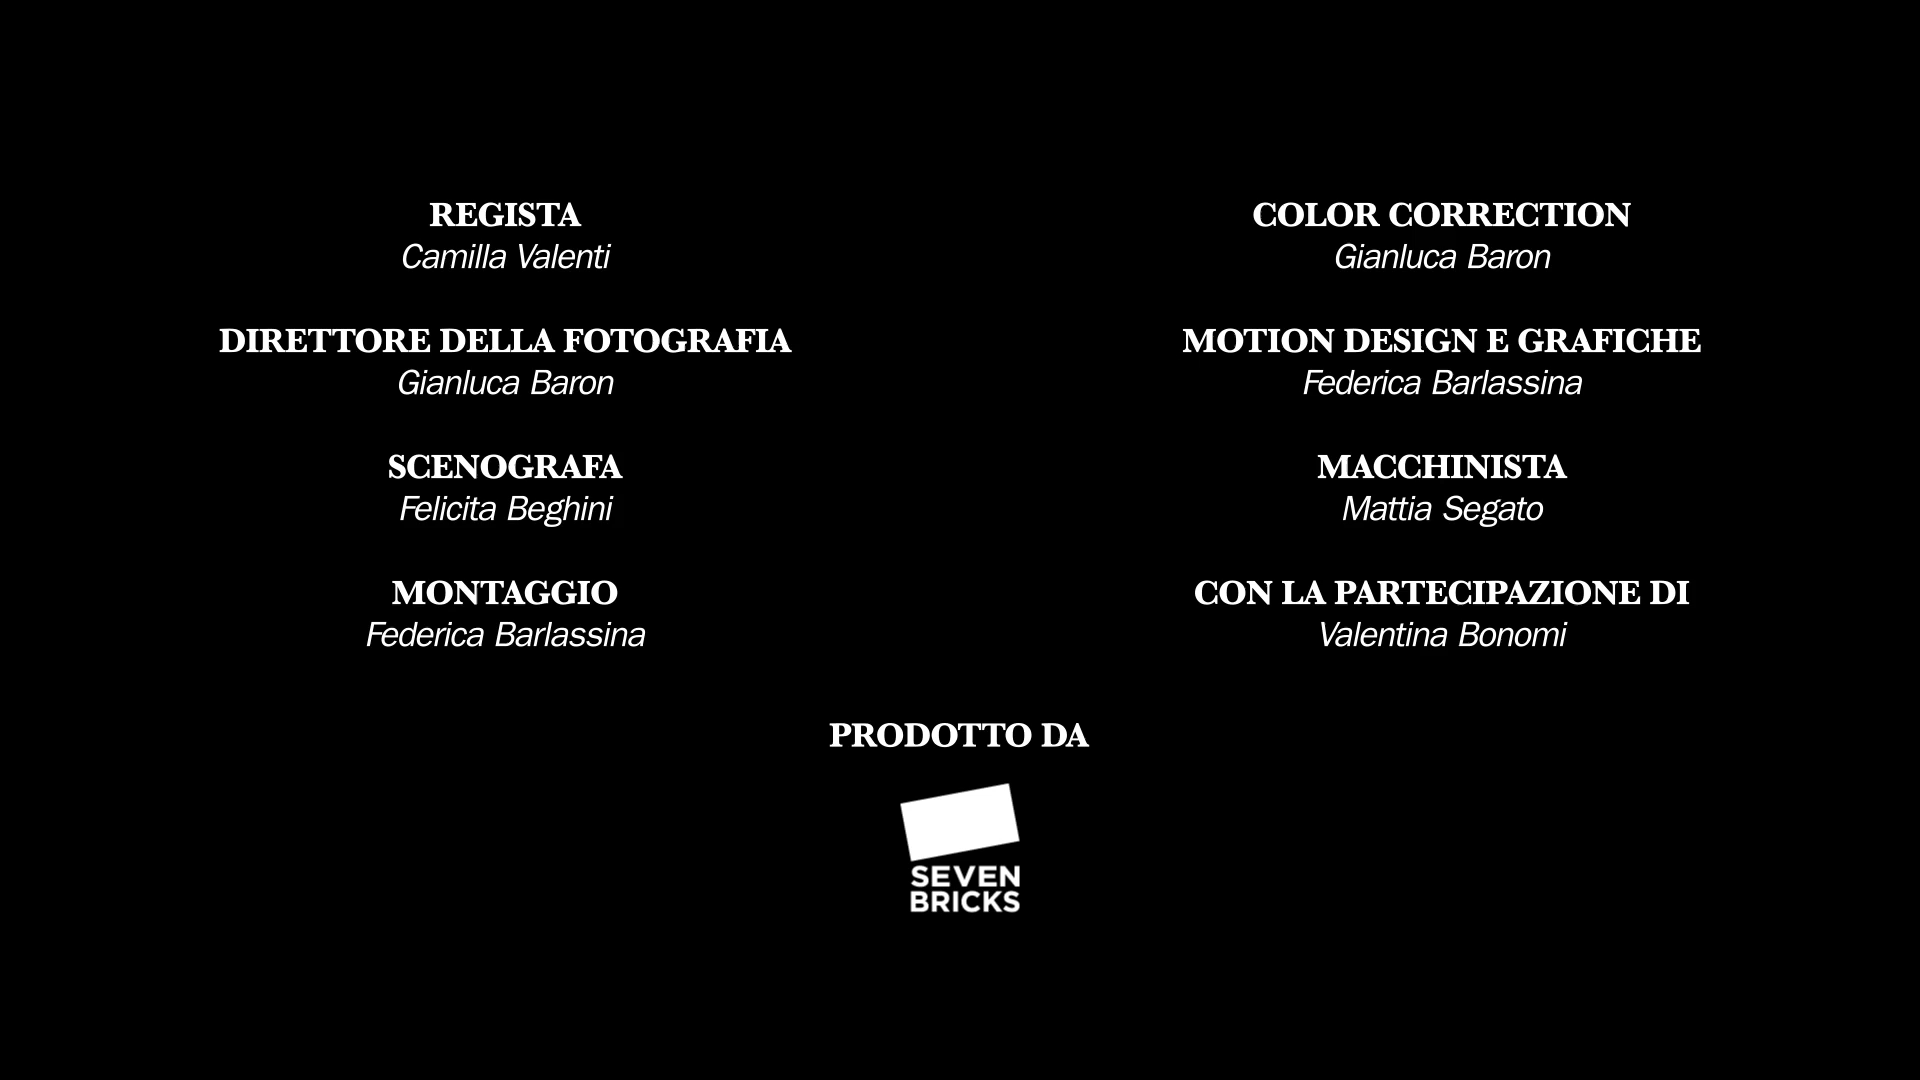 REGISTA
Camilla Valenti
DIRETTORE DELLA FOTOGRAFIA
Gianluca Baron
SCENOGRAFA
Felicita Beghini
MONTAGGIO
Federica Barlassina
COLOR CORRECTION
Gianluca Baron
MOTION DESIGN E GRAFICHE
Federica Barlassina
MACCHINISTA
Mattia Segato
CON LA PARTECIPAZIONE DI
Valentina Bonomi
PRODOTTO DA
SEVEN
BRICKS